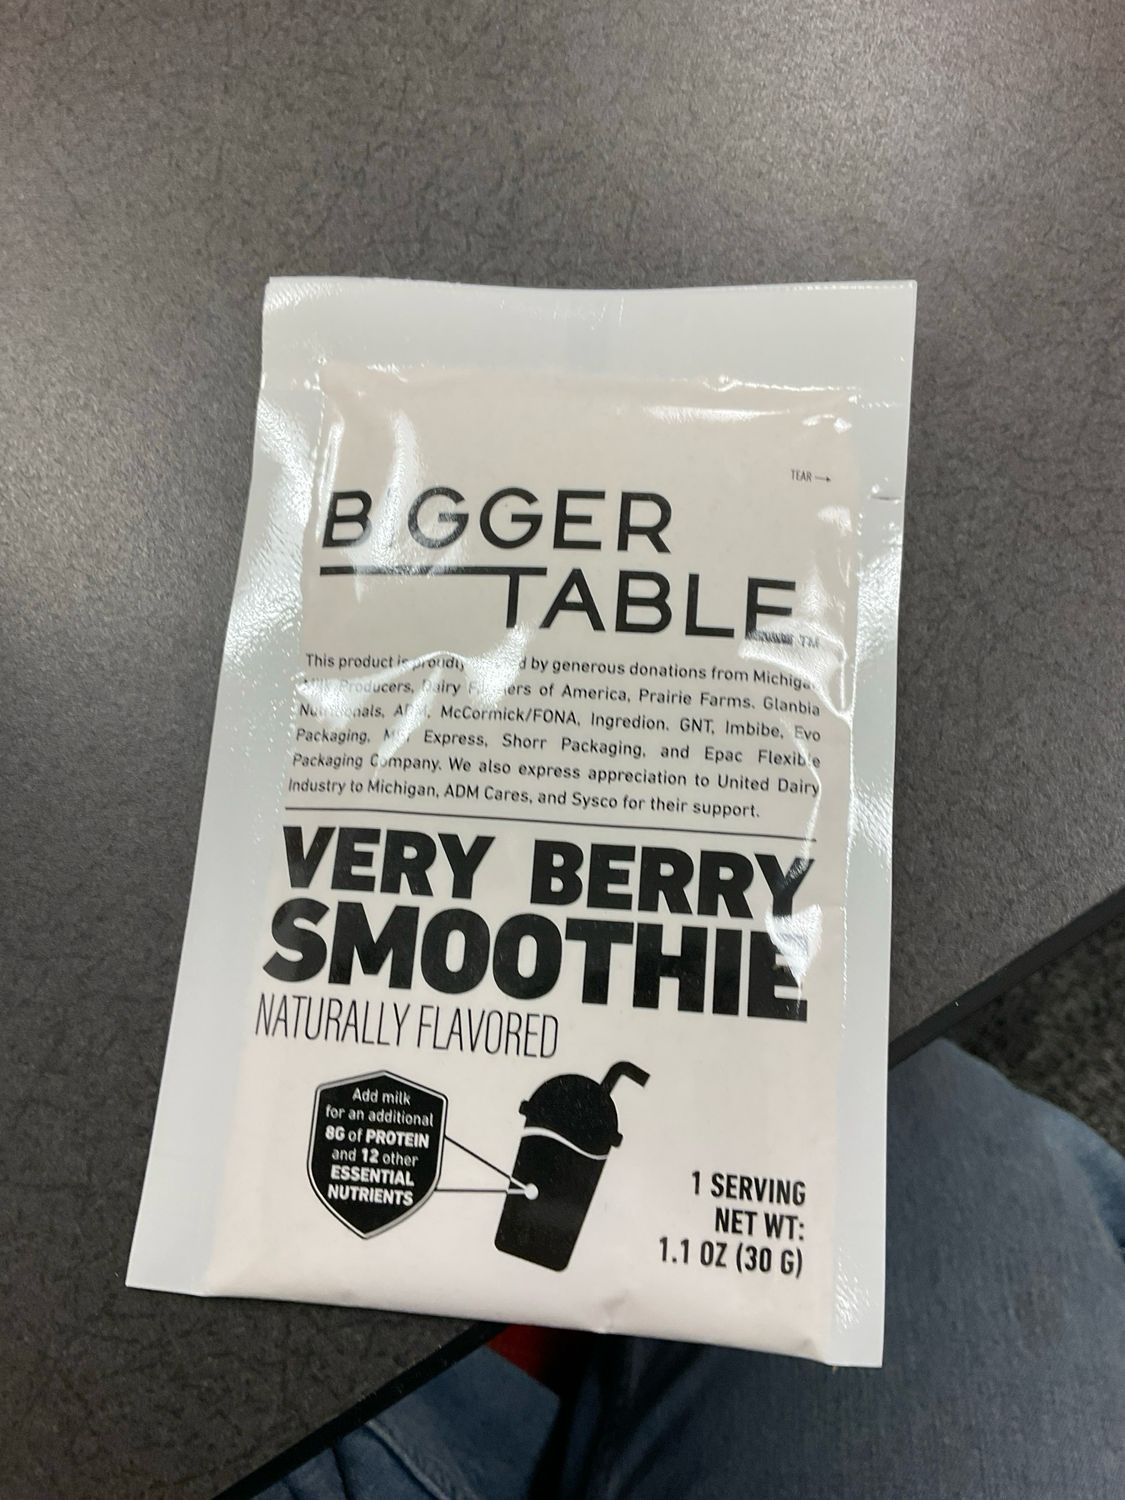 TEAR →
BIGGER
TABLE ™
This product is proudly by generous donations from Michigan
Milk Producers, Dairy Farmers of America, Prairie Farms. Glanbia
Nutritionals, McCormick/FONA, Ingredion. GNT, Imbibe, Evo
Packaging, Express, Shorr Packaging, and Epac Flexible
Packaging Company. We also express appreciation to United Dairy
Industry to Michigan, ADM Cares, and Sysco for their support.
VERY BERRY
SMOOTHIE
NATURALLY FLAVORED
Add milk
for an additional
8G of PROTEIN
and 12 other
ESSENTIAL
NUTRIENTS
1 SERVING
NET WT:
1.1 OZ (30 G)